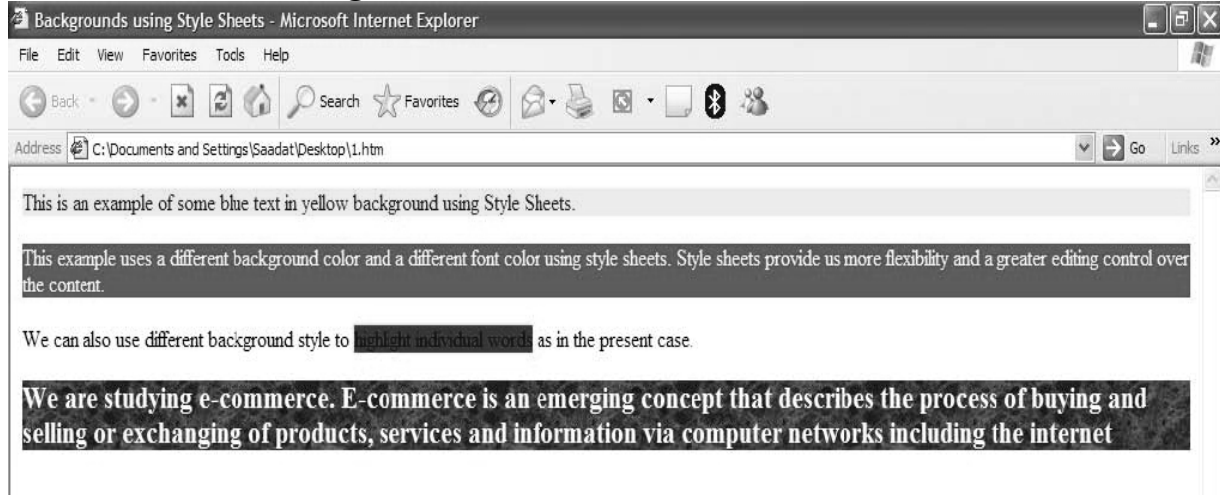 Backgrounds using Style Sheets - Microsoft Internet Explorer
File Edit View Favorites Tools Help
Back Search Favorites
Address C:\Documents and Settings\Saadat\Desktop\1.htm Go Links »
This is an example of some blue text in yellow background using Style Sheets.
This example uses a different background color and a different font color using style sheets. Style sheets provide us more flexibility and a greater editing control over
the content.
We can also use different background style to highlight individual words as in the present case.
We are studying e-commerce. E-commerce is an emerging concept that describes the process of buying and
selling or exchanging of products, services and information via computer networks including the internet